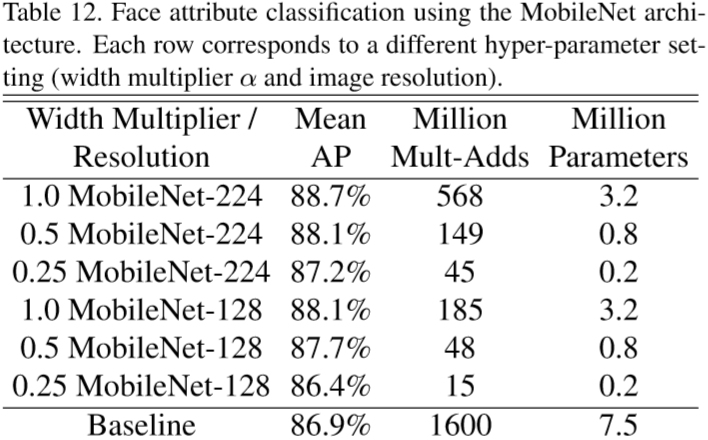 Table 12. Face attribute classification using the MobileNet archi-
tecture. Each row corresponds to a different hyper-parameter set-
ting (width multiplier α and image resolution).
Width Multiplier / Mean Million Million
Resolution AP Mult-Adds Parameters
1.0 MobileNet-224 88.7% 568 3.2
0.5 MobileNet-224 88.1% 149 0.8
0.25 MobileNet-224 87.2% 45 0.2
1.0 MobileNet-128 88.1% 185 3.2
0.5 MobileNet-128 87.7% 48 0.8
0.25 MobileNet-128 86.4% 15 0.2
Baseline 86.9% 1600 7.5